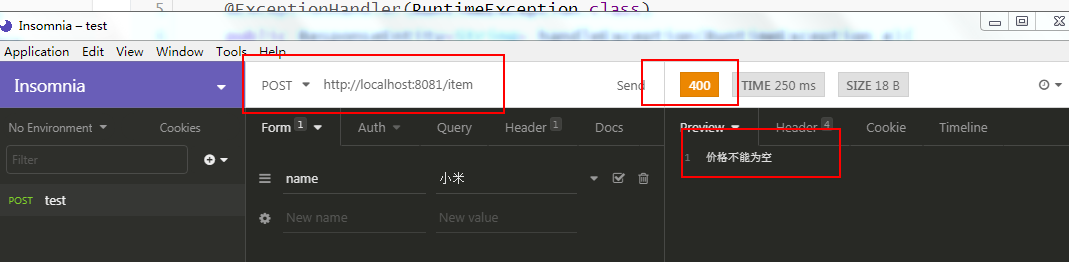 5 @ExceptionHandler(RuntimeException.class)
Insomnia – test
Application Edit View Window Tools Help
Insomnia
POST http://localhost:8081/item Send
400 TIME 250 ms SIZE 18 B
No Environment Cookies
Form 1 Auth Query Header 1 Docs
Preview Header 4 Cookie Timeline
Filter
1 价格不能为空
name 小米
POST test
New name New value